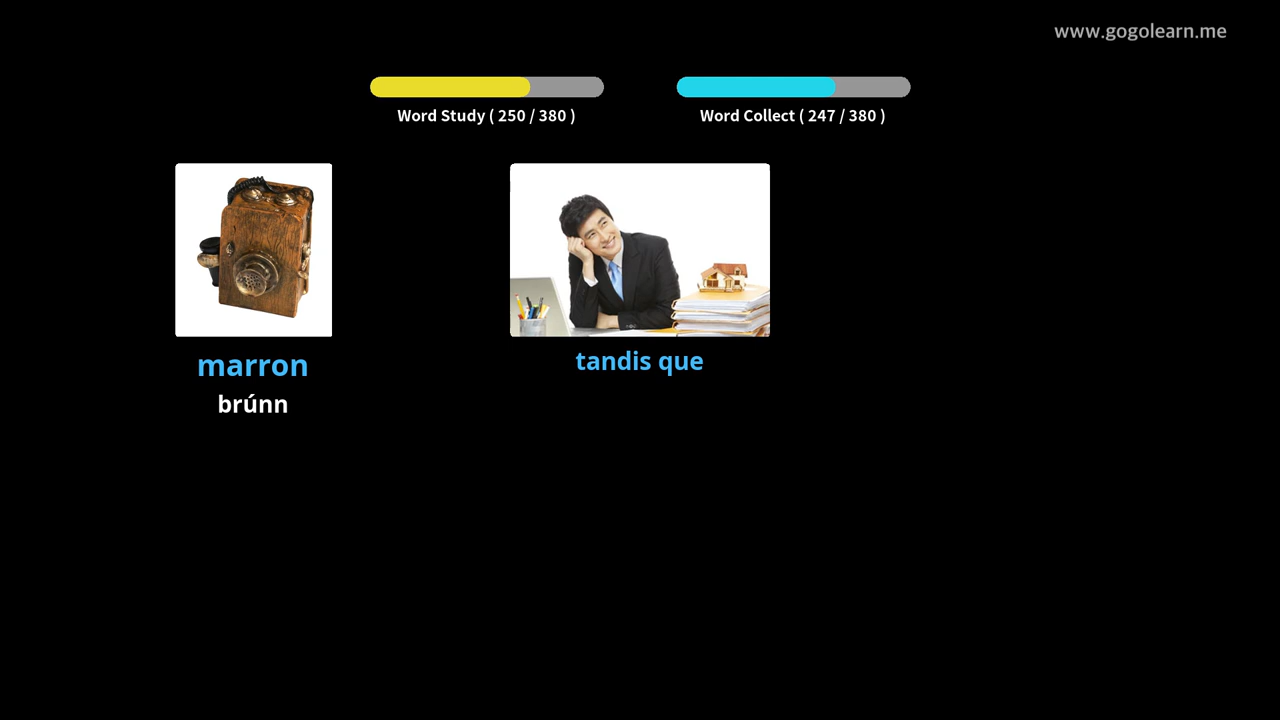 www.gogolearn.me
Word Study ( 250 / 380 )
Word Collect ( 247 / 380 )
marron
brúnn
tandis que